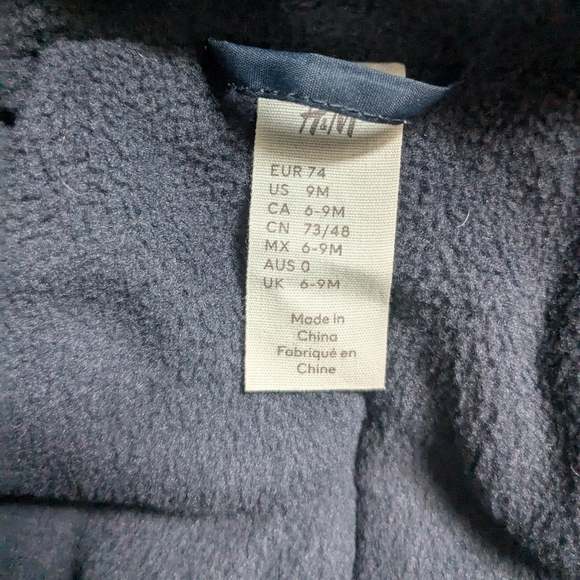 H&M
EUR 74
US 9M
CA 6-9M
CN 73/48
MX 6-9M
AUS 0
UK 6-9M
Made in
China
Fabriqué en
Chine